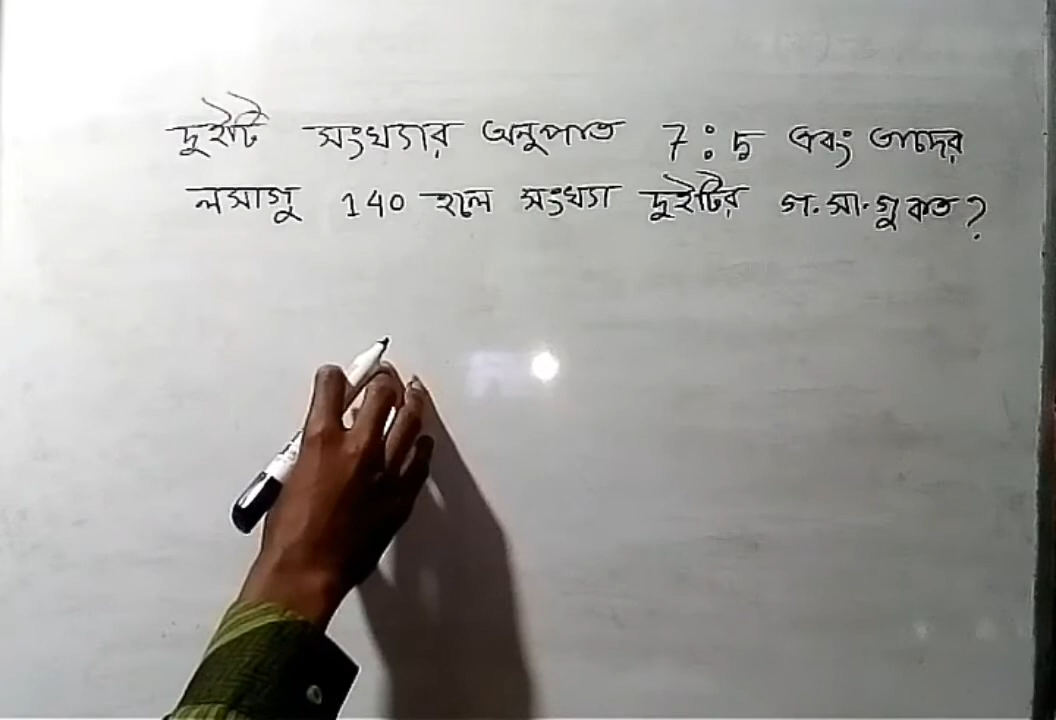 দুইটি সংখ্যার অনুপাত 7:5 এবং তাদের
লসাগু 140 হলে সংখ্যা দুইটির গ.সা.গু কত?